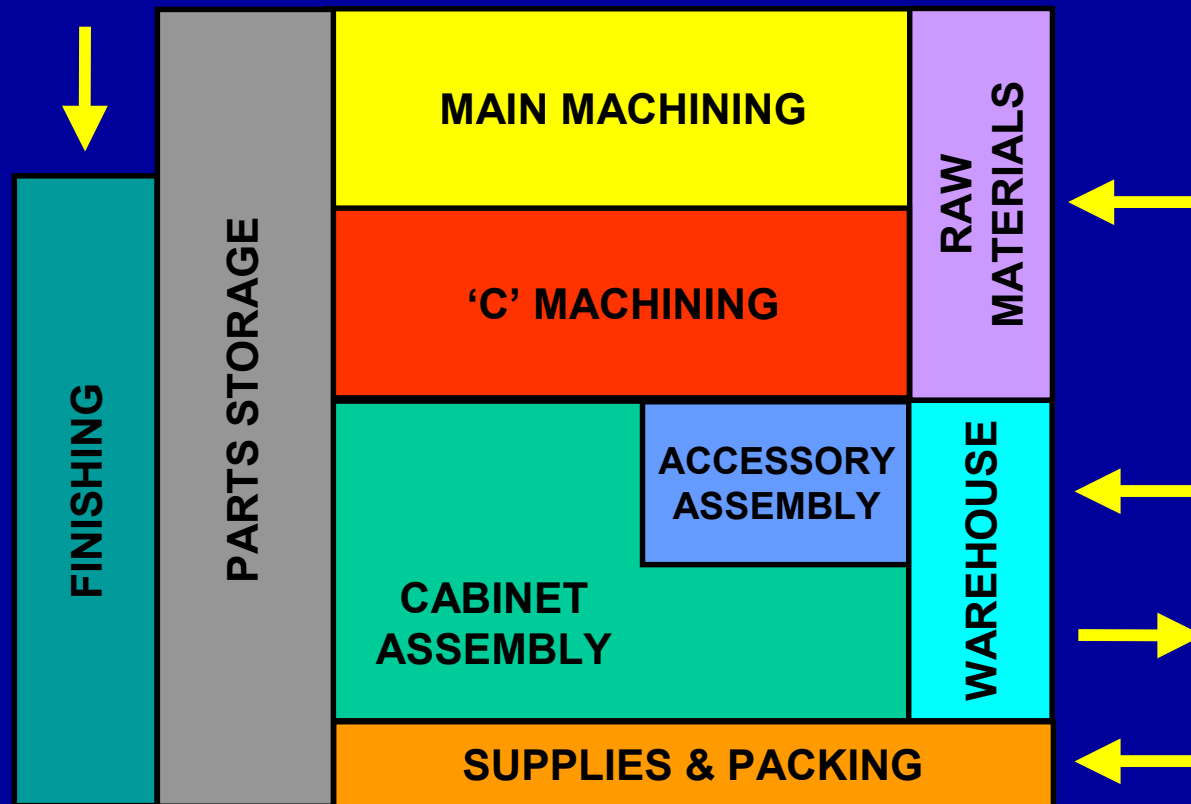 MAIN MACHINING
RAW
MATERIALS
‘C’ MACHINING
PARTS STORAGE
FINISHING
ACCESSORY
ASSEMBLY
WAREHOUSE
CABINET
ASSEMBLY
SUPPLIES & PACKING